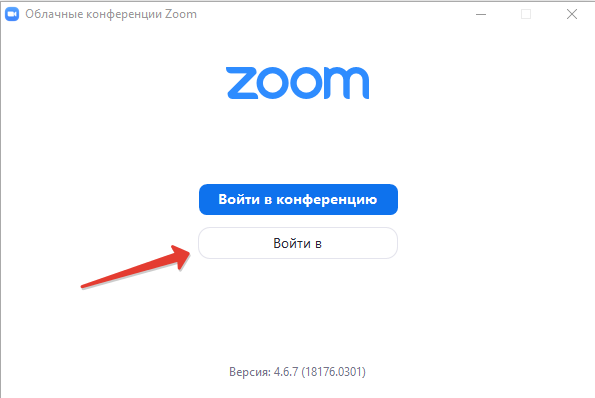 Облачные конференции Zoom
zoom
Войти в конференцию
Войти в
Версия: 4.6.7 (18176.0301)